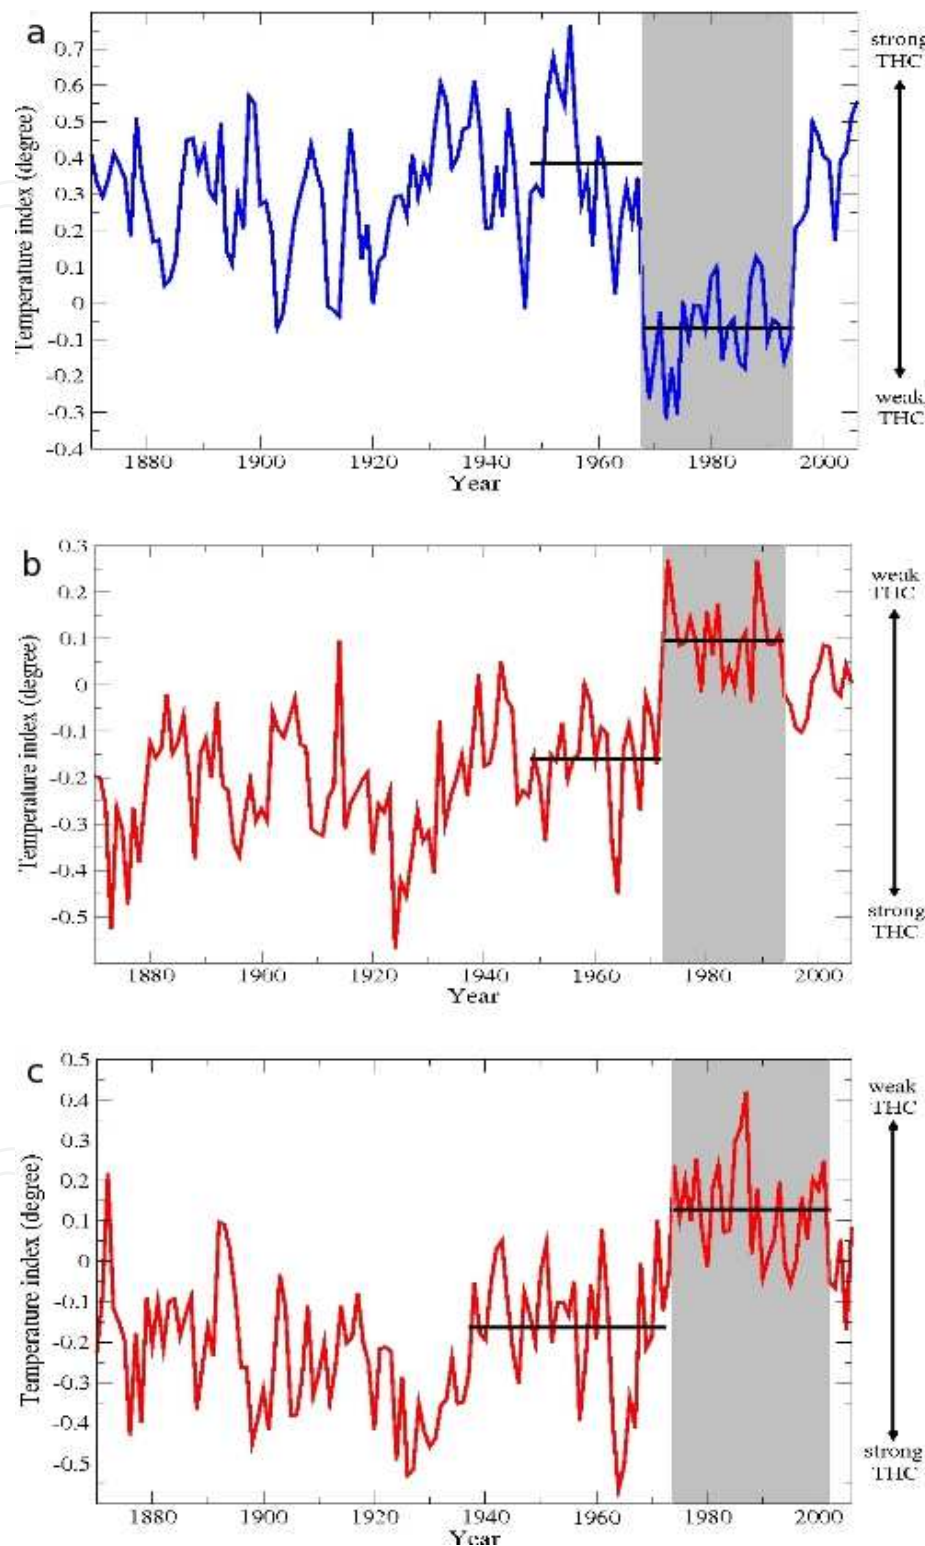 a
Temperature index (degree)
0.7
0.6
0.5
0.4
0.3
0.2
0.1
0
-0.1
-0.2
-0.3
-0.4
1880 1900 1920 1940 1960 1980 2000
Year
strong
THC
weak
THC
b
Temperature index (degree)
0.3
0.2
0.1
0
-0.1
-0.2
-0.3
-0.4
-0.5
1880 1900 1920 1940 1960 1980 2000
Year
weak
THC
strong
THC
c
Temperature index (degree)
0.5
0.4
0.3
0.2
0.1
0
-0.1
-0.2
-0.3
-0.4
-0.5
1880 1900 1920 1940 1960 1980 2000
Year
weak
THC
strong
THC